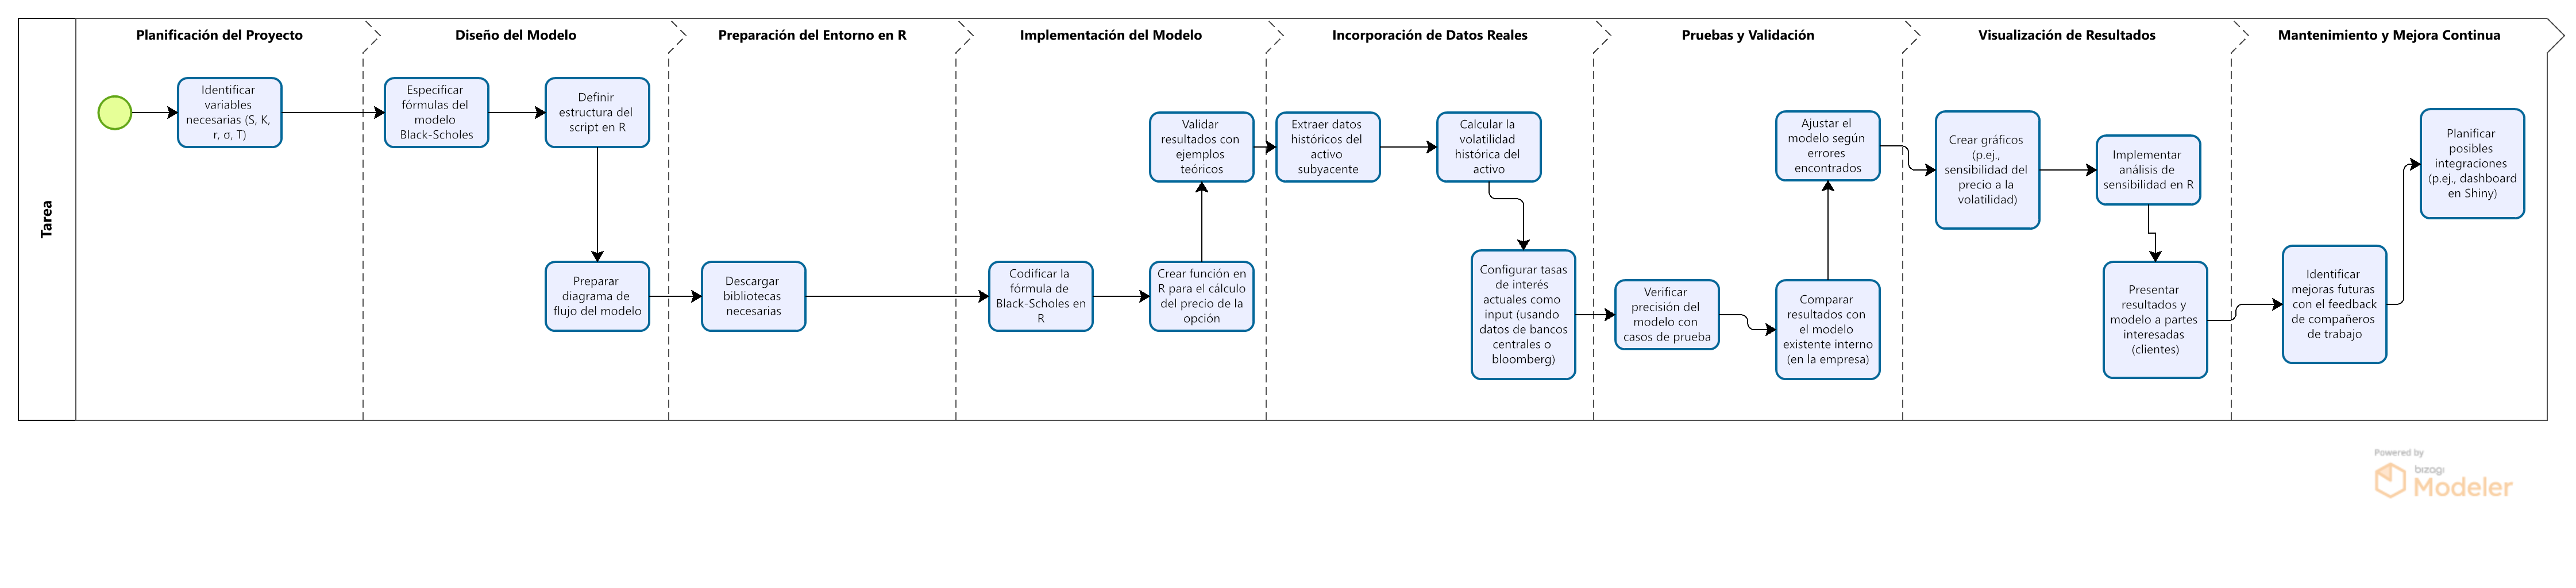 Planificación del Proyecto
Diseño del Modelo
Preparación del Entorno en R
Implementación del Modelo
Incorporación de Datos Reales
Pruebas y Validación
Visualización de Resultados
Mantenimiento y Mejora Continua
Tarea
Identificar
variables
necesarias (S, K,
r, σ, T)
Especificar
fórmulas del
modelo
Black-Scholes
Definir
estructura del
script en R
Preparar
diagrama de
flujo del modelo
Descargar
bibliotecas
necesarias
Codificar la
fórmula de
Black-Scholes en
R
Crear función en
R para el cálculo
del precio de la
opción
Validar
resultados con
ejemplos
teóricos
Extraer datos
históricos del
activo
subyacente
Calcular la
volatilidad
histórica del
activo
Configurar tasas
de interés
actuales como
input (usando
datos de bancos
centrales o
bloomberg)
Verificar
precisión del
modelo con
casos de prueba
Comparar
resultados con
el modelo
existente interno
(en la empresa)
Ajustar el
modelo según
errores
encontrados
Crear gráficos
(p.ej.,
sensibilidad del
precio a la
volatilidad)
Implementar
análisis de
sensibilidad en R
Presentar
resultados y
modelo a partes
interesadas
(clientes)
Identificar
mejoras futuras
con el feedback
de compañeros
de trabajo
Planificar
posibles
integraciones
(p.ej., dashboard
en Shiny)
Powered by
bizagi
Modeler